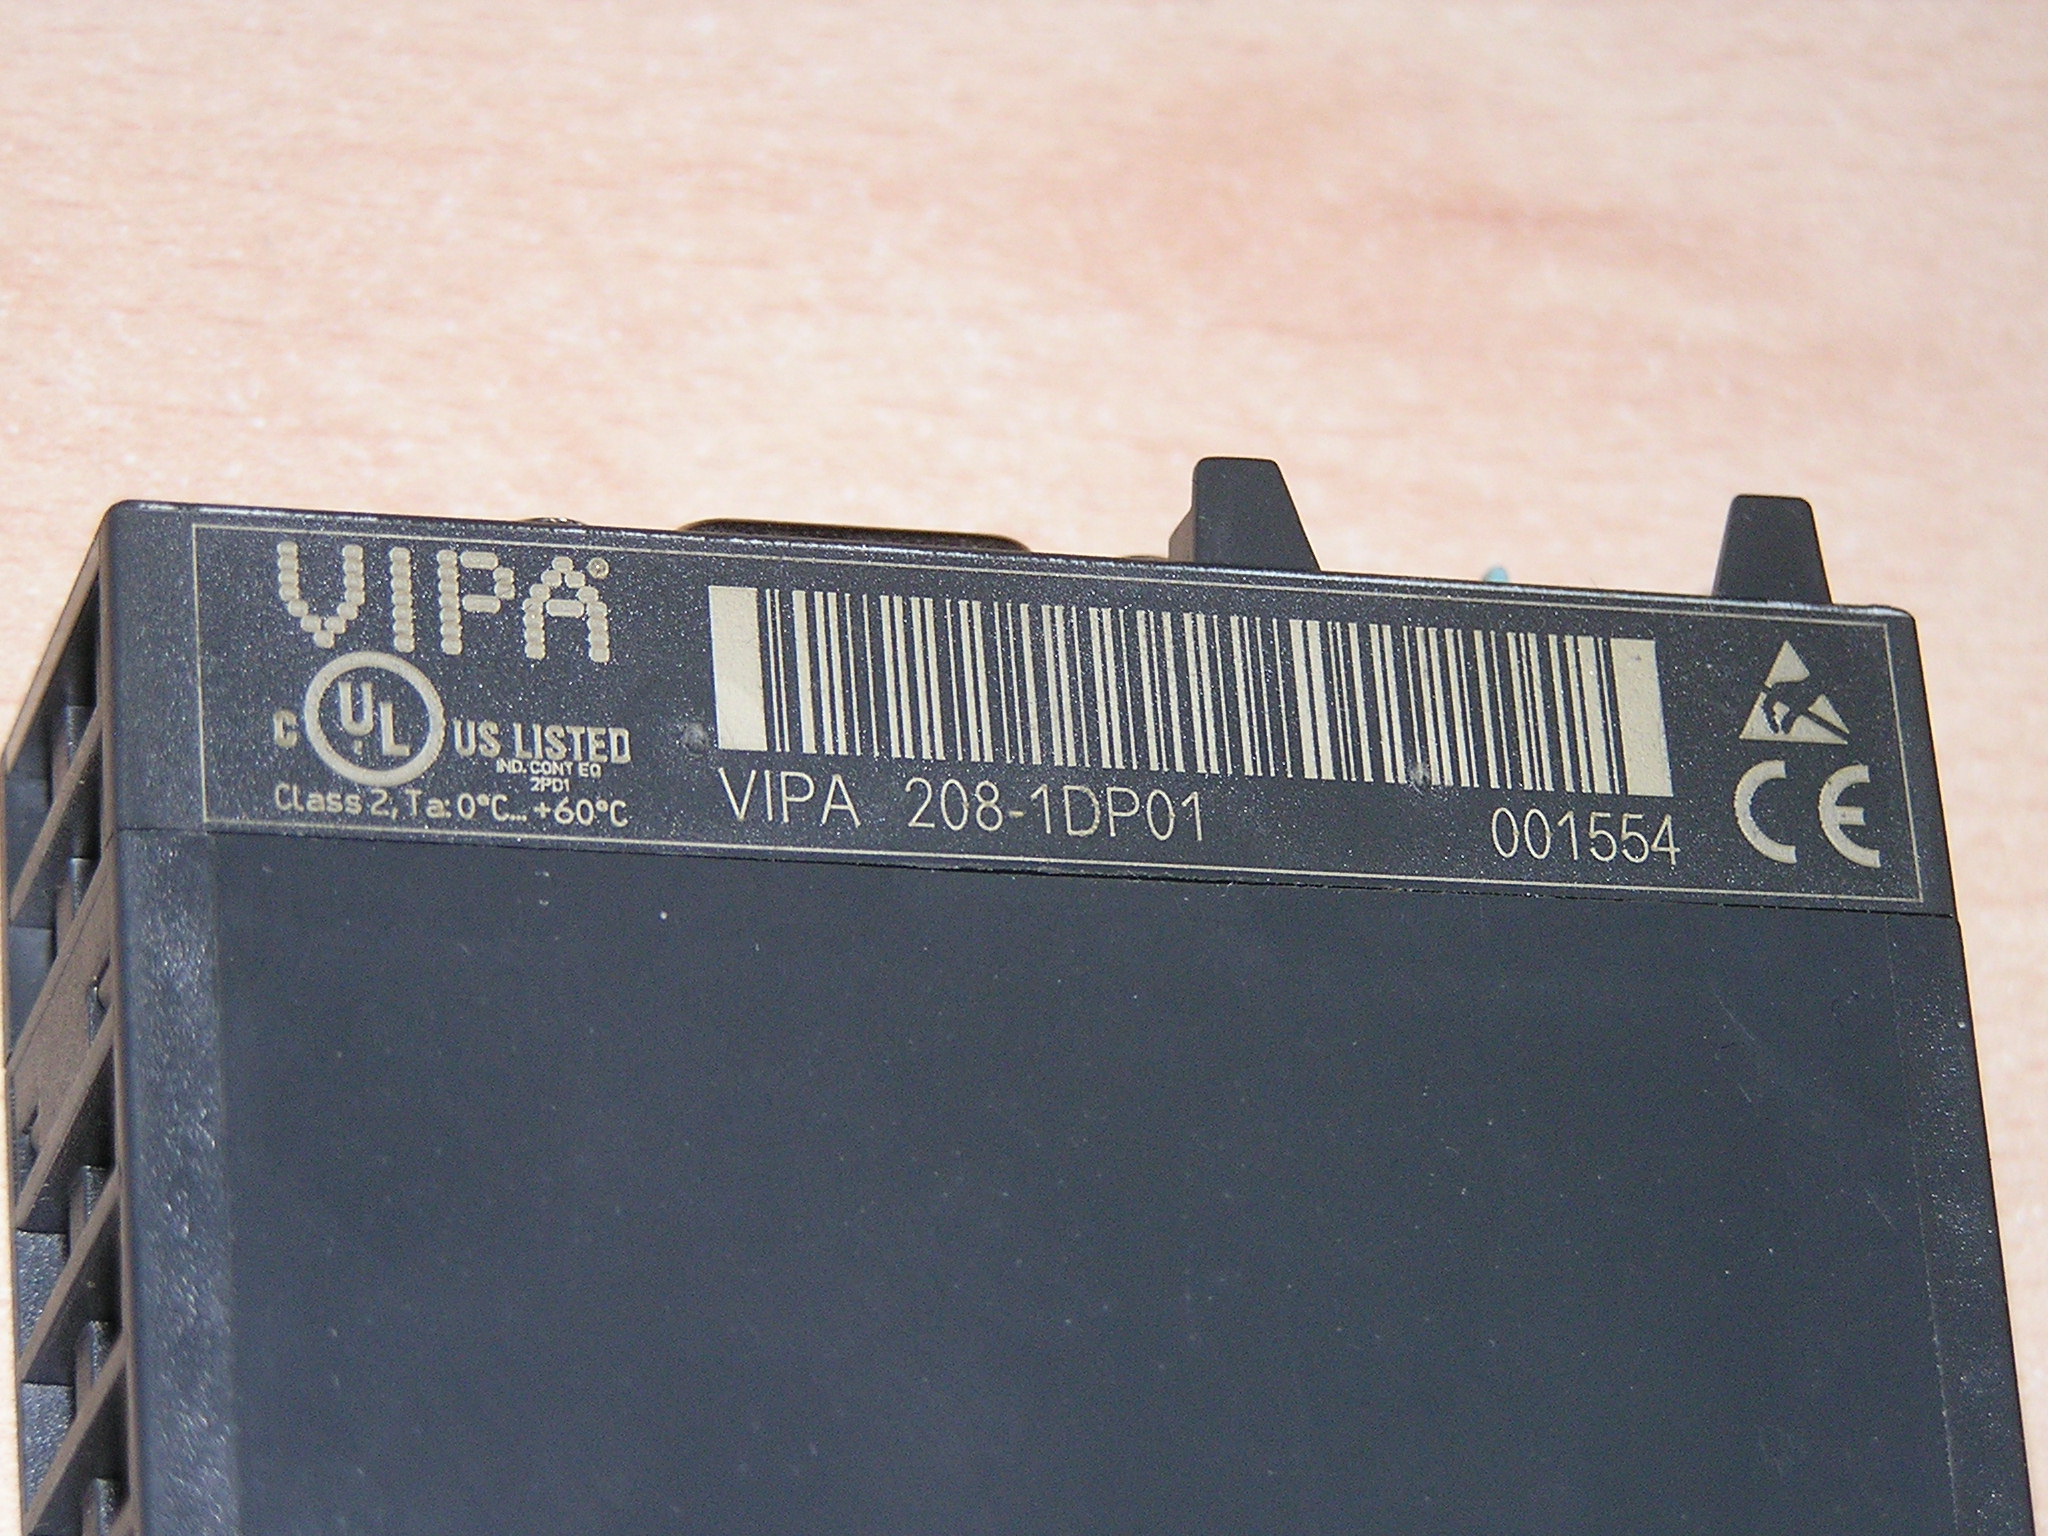 VIPA®
C UL US LISTED
IND. CONT EQ
2PD1
Class 2, Ta: 0°C... +60°C
VIPA 208-1DP01 001554
CE